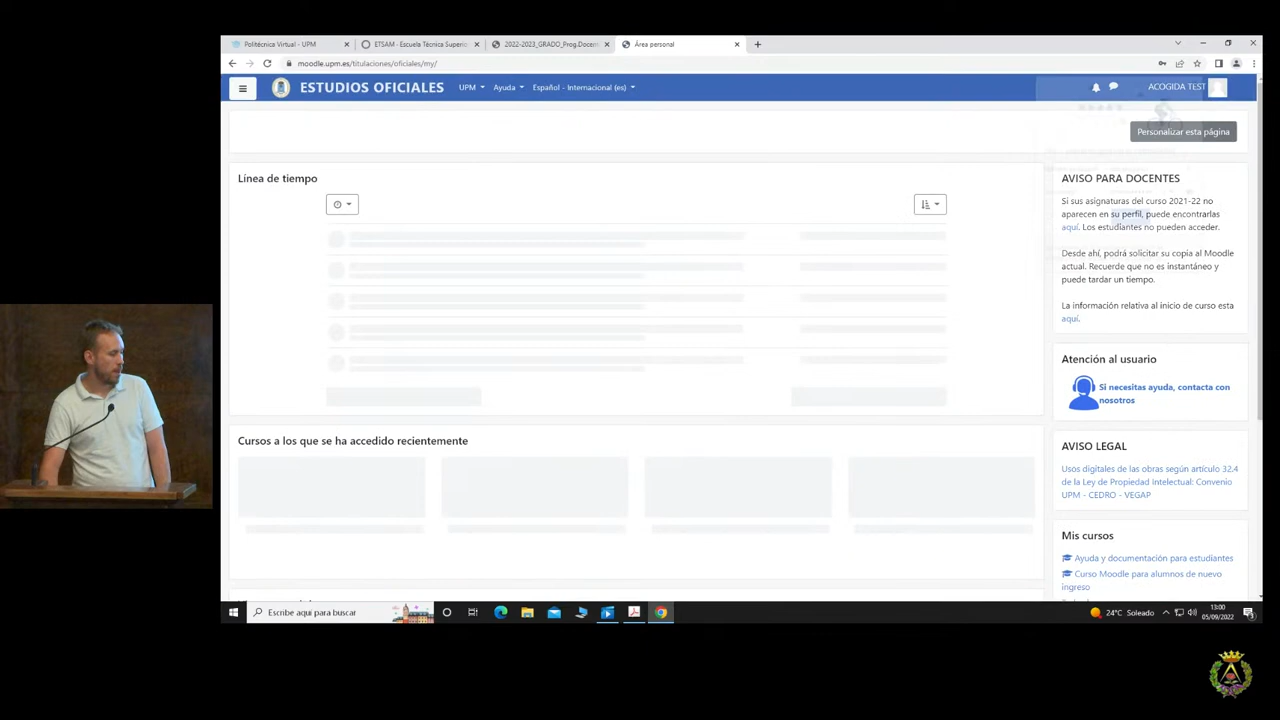 Politécnica Virtual - UPM
ETSAM - Escuela Técnica Superio
2022-2023_GRADO_Prog.Docent
Área personal
moodle.upm.es/titulaciones/oficiales/my/
ESTUDIOS OFICIALES
UPM
Ayuda
Español - Internacional (es)
ACOGIDA TEST
Personalizar esta página
Línea de tiempo
AVISO PARA DOCENTES
Si sus asignaturas del curso 2021-22 no
aparecen en su perfil, puede encontrarlas
aquí. Los estudiantes no pueden acceder.
Desde ahí, podrá solicitar su copia al Moodle
actual. Recuerde que no es instantáneo y
puede tardar un tiempo.
La información relativa al inicio de curso esta
aquí.
Atención al usuario
Si necesitas ayuda, contacta con
nosotros
Cursos a los que se ha accedido recientemente
AVISO LEGAL
Usos digitales de las obras según artículo 32.4
de la Ley de Propiedad Intelectual: Convenio
UPM - CEDRO - VEGAP
Mis cursos
Ayuda y documentación para estudiantes
Curso Moodle para alumnos de nuevo
ingreso
Escribe aquí para buscar
24°C Soleado
13:00
05/09/2022